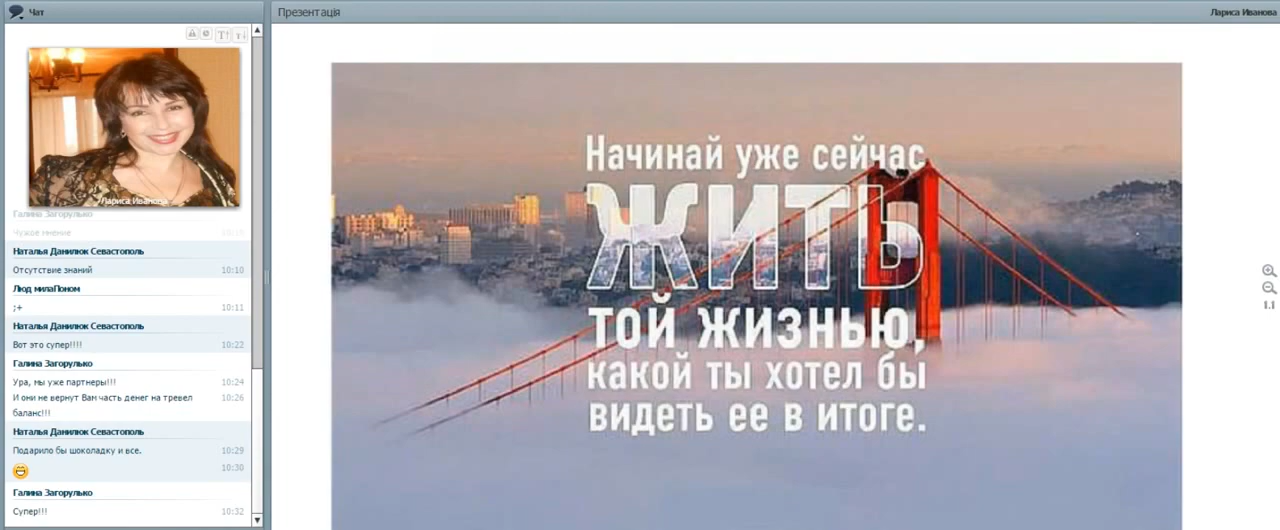 Чат
Лариса Иванова
Галина Загорулько
Чужое мнение
Наталья Данилюк Севастополь
Отсутствие знаний 10:10
Люд милаПоном
;+ 10:11
Наталья Данилюк Севастополь
Вот это супер!!!! 10:22
Галина Загорулько
Ура, мы уже партнеры!!! 10:24
И они не вернут Вам часть денег на тревел 10:26
баланс!!!
Наталья Данилюк Севастополь
Подарило бы шоколадку и все. 10:29
10:30
Галина Загорулько
Супер!!! 10:32
Презентація
Лариса Иванова
Начинай уже сейчас
ЖИТЬ
той жизнью,
какой ты хотел бы
видеть ее в итоге.
1:1